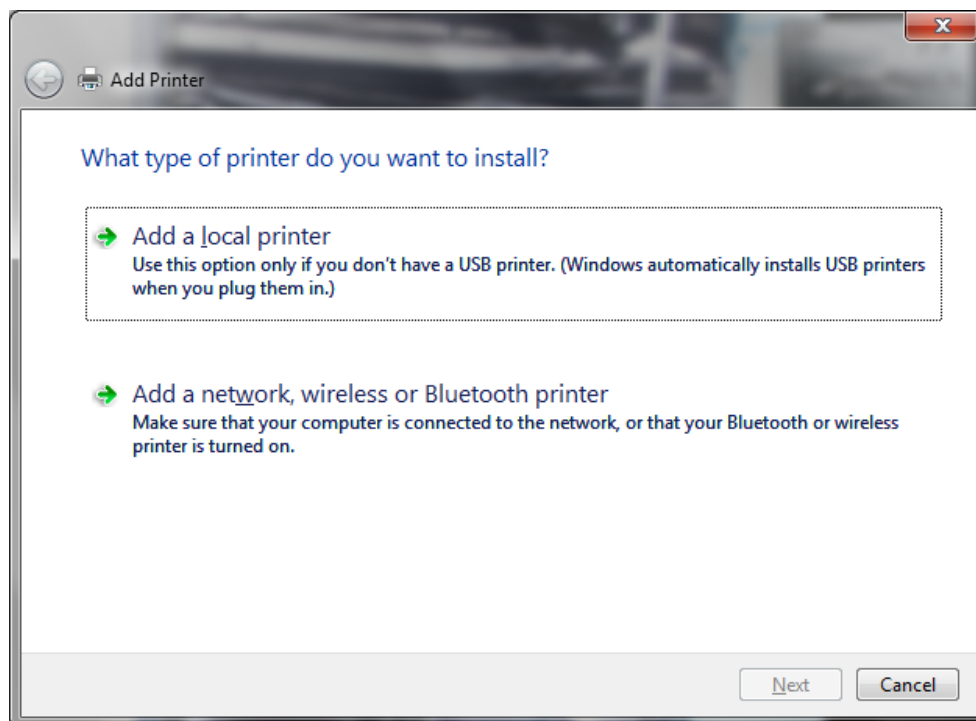 Add Printer
What type of printer do you want to install?
Add a local printer
Use this option only if you don't have a USB printer. (Windows automatically installs USB printers
when you plug them in.)
Add a network, wireless or Bluetooth printer
Make sure that your computer is connected to the network, or that your Bluetooth or wireless
printer is turned on.
Next
Cancel